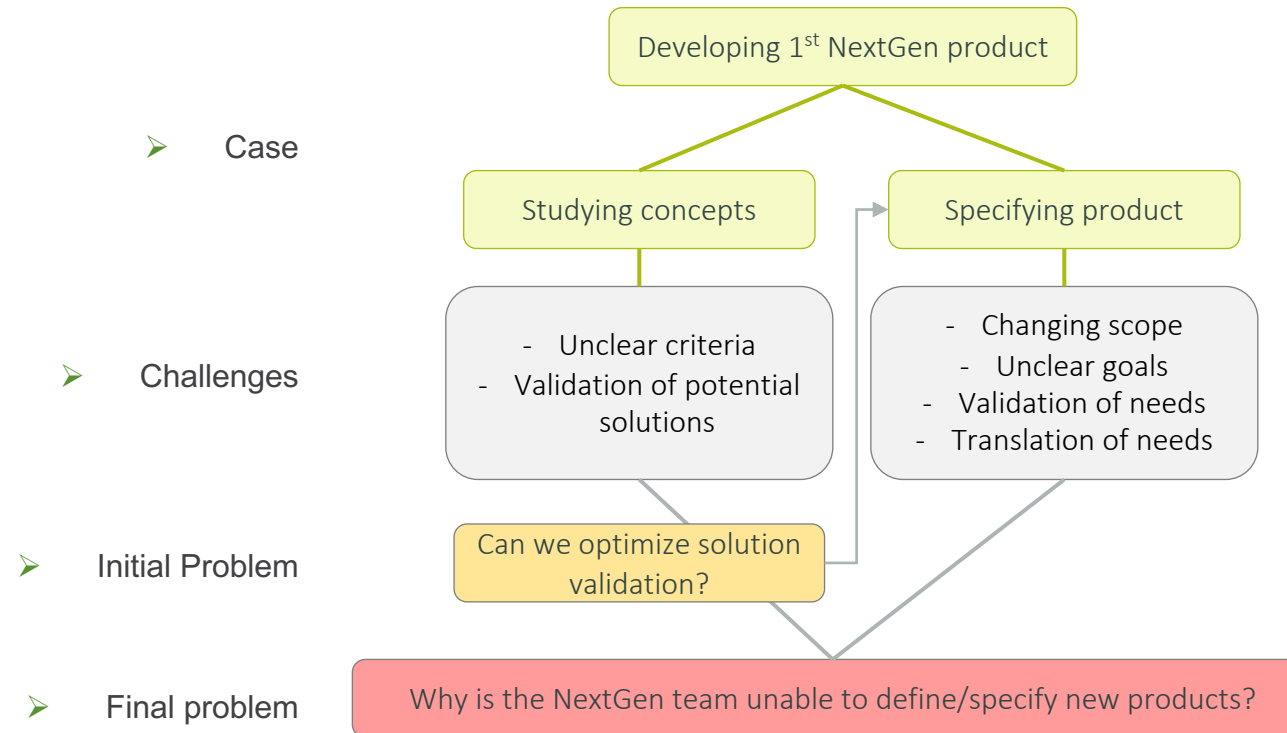 Developing 1st NextGen product
➢ Case
Studying concepts
Specifying product
➢ Challenges
- Unclear criteria
- Validation of potential
solutions
- Changing scope
- Unclear goals
- Validation of needs
- Translation of needs
➢ Initial Problem
Can we optimize solution
validation?
➢ Final problem
Why is the NextGen team unable to define/specify new products?